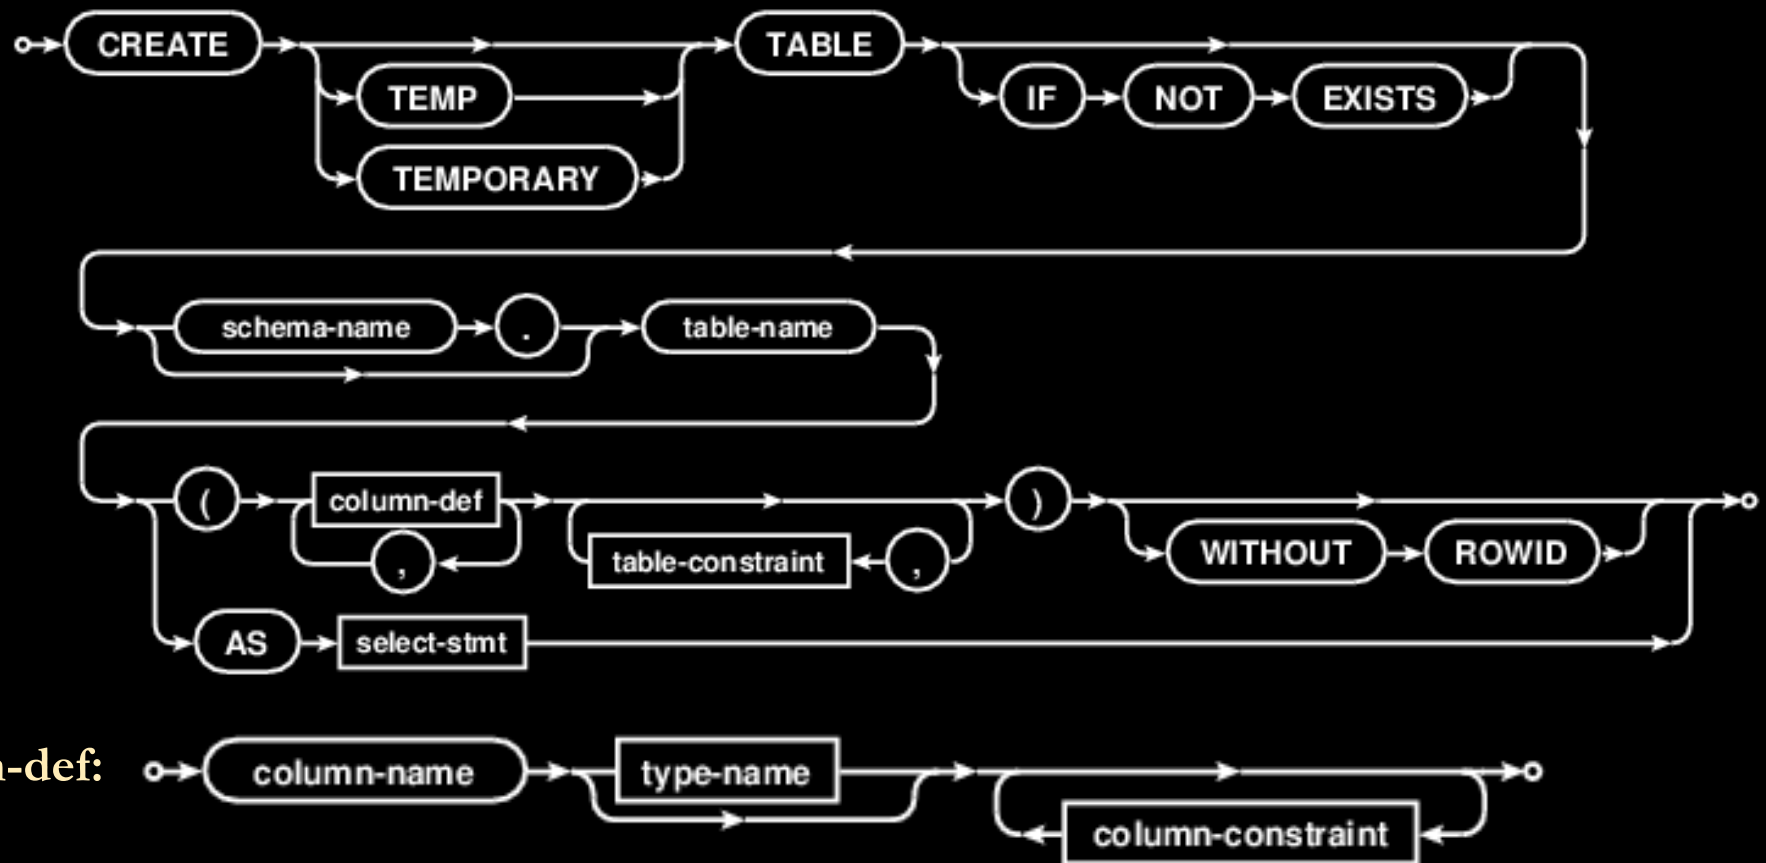 CREATE TABLE
TEMP IF NOT EXISTS
TEMPORARY
schema-name . table-name
( column-def )
, table-constraint , WITHOUT ROWID
AS select-stmt
n-def: column-name type-name
column-constraint